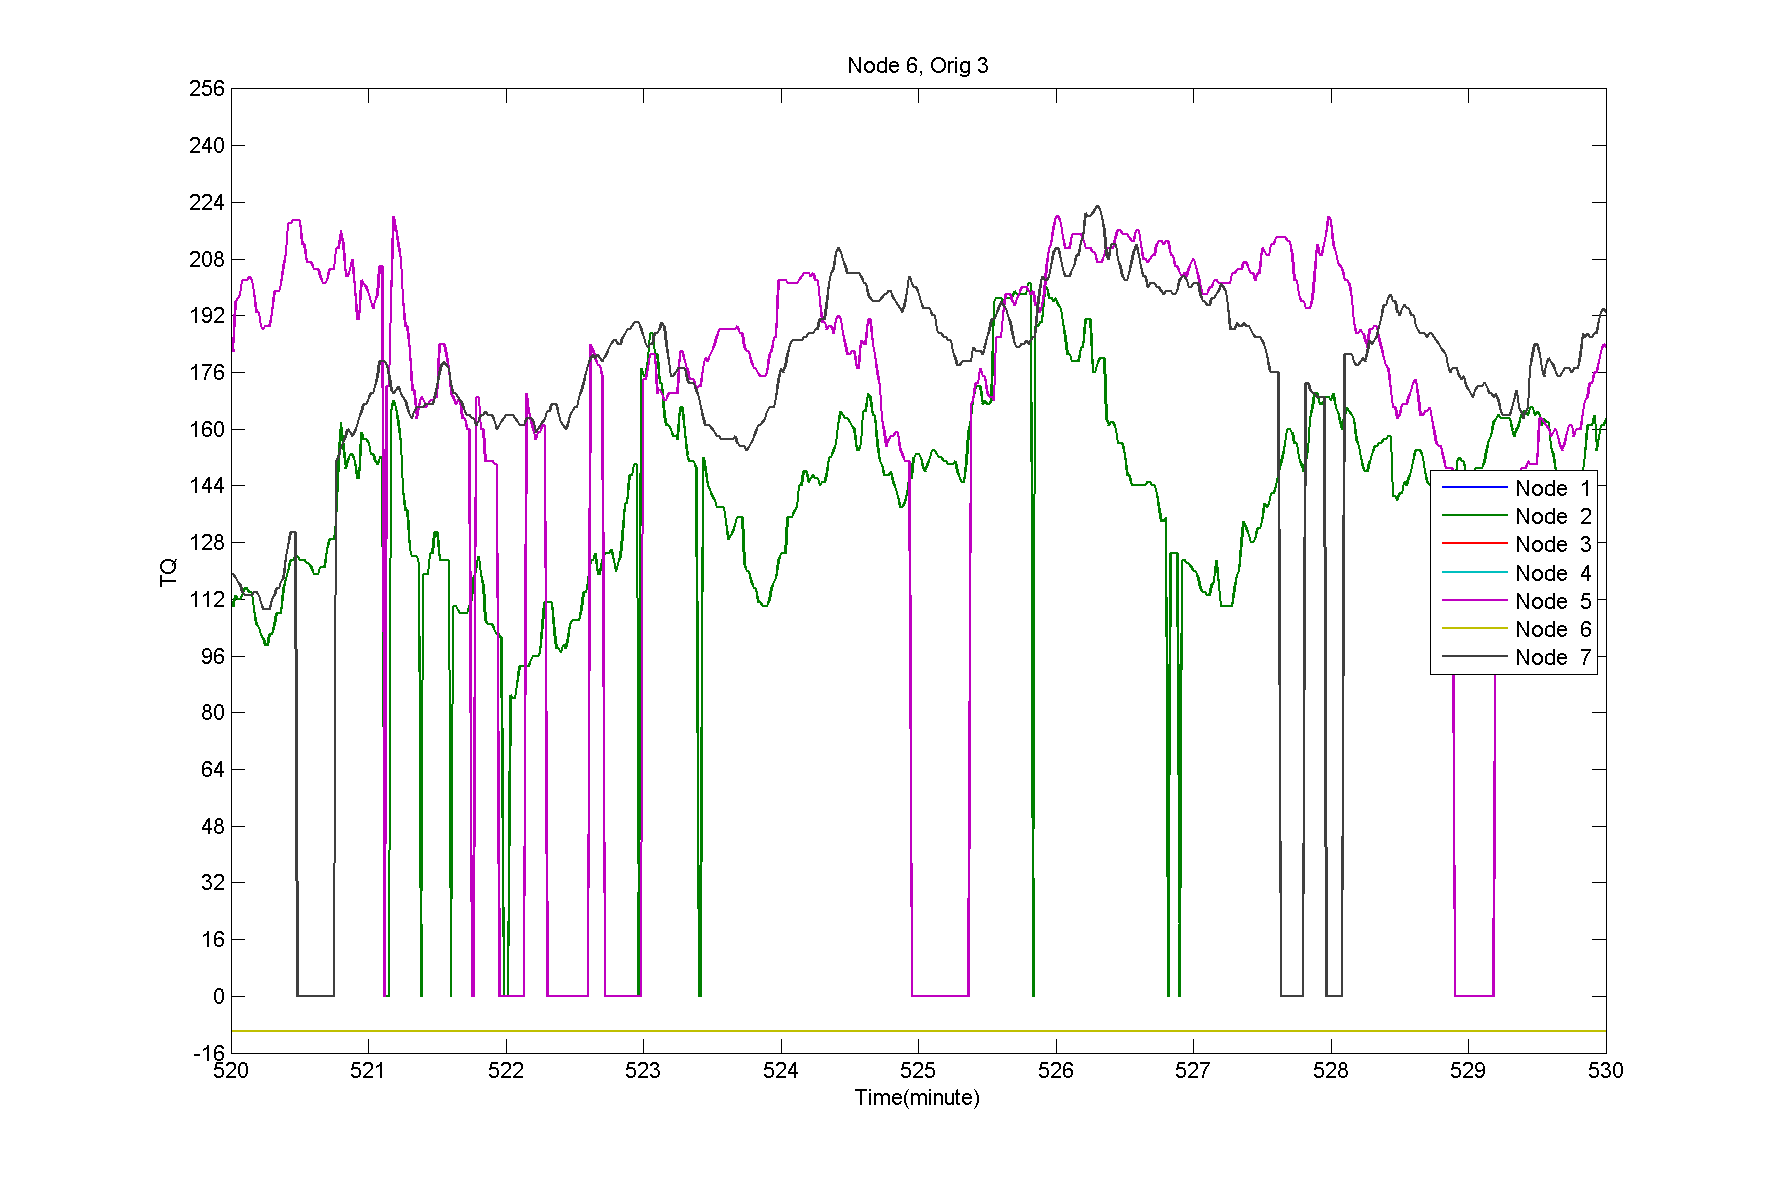 Node 6, Orig 3
256
240
224
208
192
176
160
144
128
112
96
80
64
48
32
16
0
-16
TQ
520 521 522 523 524 525 526 527 528 529 530
Time(minute)
Node 1
Node 2
Node 3
Node 4
Node 5
Node 6
Node 7